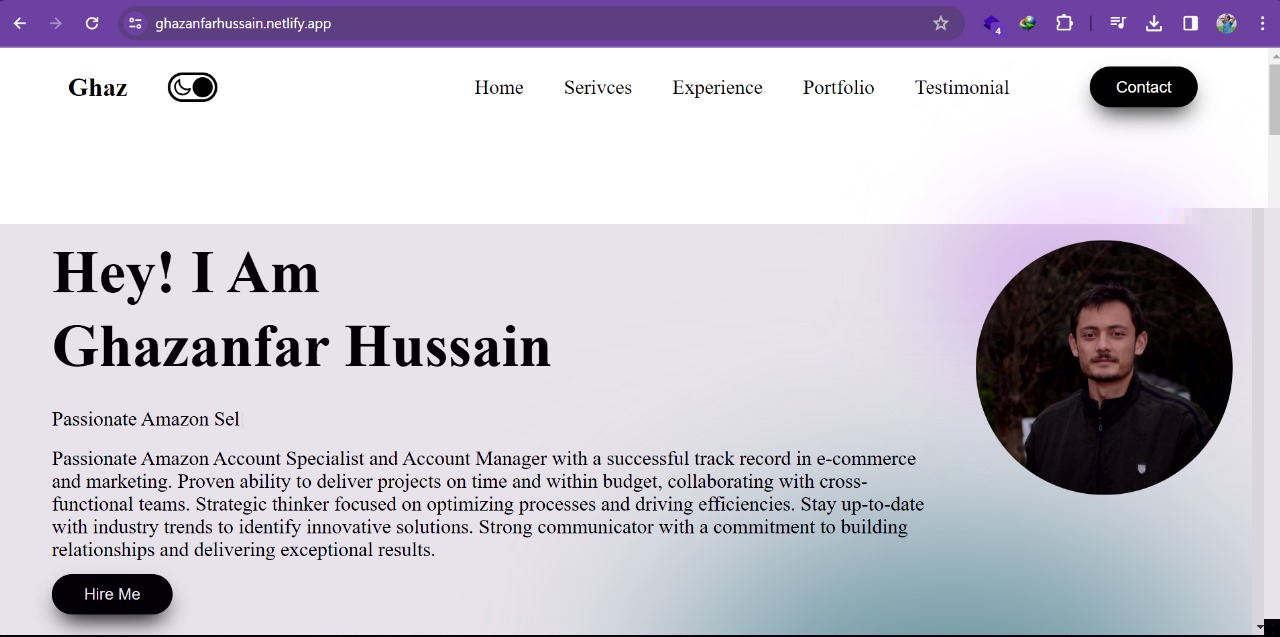 ghazanfarhussain.netlify.app
4
Ghaz Home Serivces Experience Portfolio Testimonial Contact
Hey! I Am
Ghazanfar Hussain
Passionate Amazon Sel
Passionate Amazon Account Specialist and Account Manager with a successful track record in e-commerce
and marketing. Proven ability to deliver projects on time and within budget, collaborating with cross-
functional teams. Strategic thinker focused on optimizing processes and driving efficiencies. Stay up-to-date
with industry trends to identify innovative solutions. Strong communicator with a commitment to building
relationships and delivering exceptional results.
Hire Me